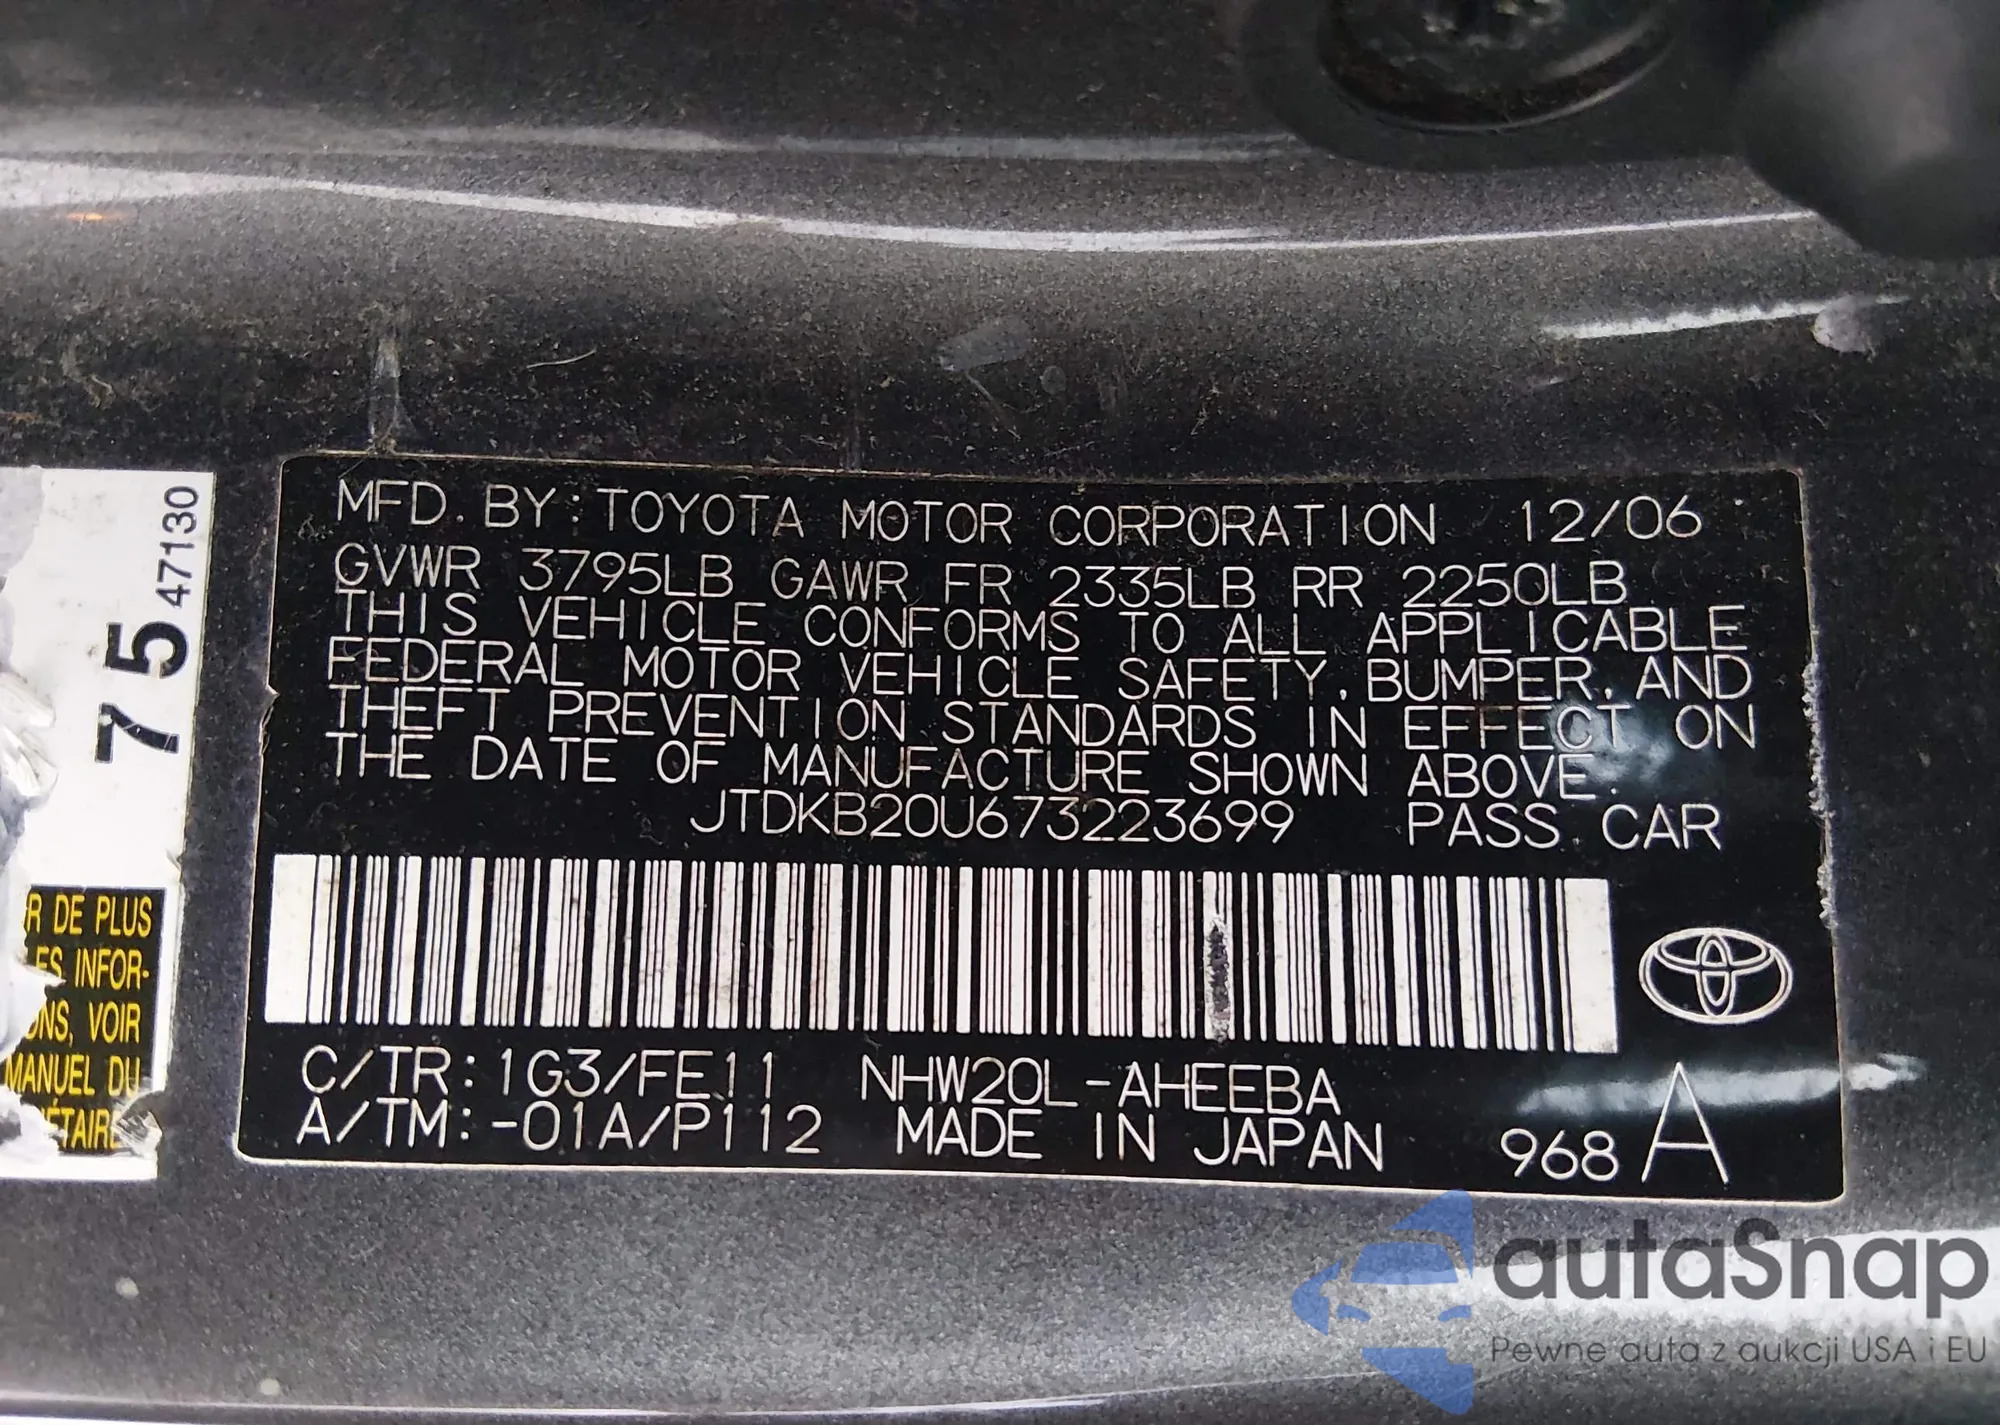 MFD. BY: TOYOTA MOTOR CORPORATION 12/06
GVWR 3795LB GAWR FR 2335LB RR 2250LB
THIS VEHICLE CONFORMS TO ALL APPLICABLE
FEDERAL MOTOR VEHICLE SAFETY, BUMPER, AND
THEFT PREVENTION STANDARDS IN EFFECT ON
THE DATE OF MANUFACTURE SHOWN ABOVE.
JTDKB20U673223699 PASS. CAR
C/TR: 1G3/FE11 NHW20L-AHEEBA
A/TM: -01A/P112 MADE IN JAPAN 968 A
75 47130
R DE PLUS
ES INFOR-
ONS, VOIR
MANUEL DU
ÉTAIRE
autaSnap
Pewne auta z aukcji USA i EU